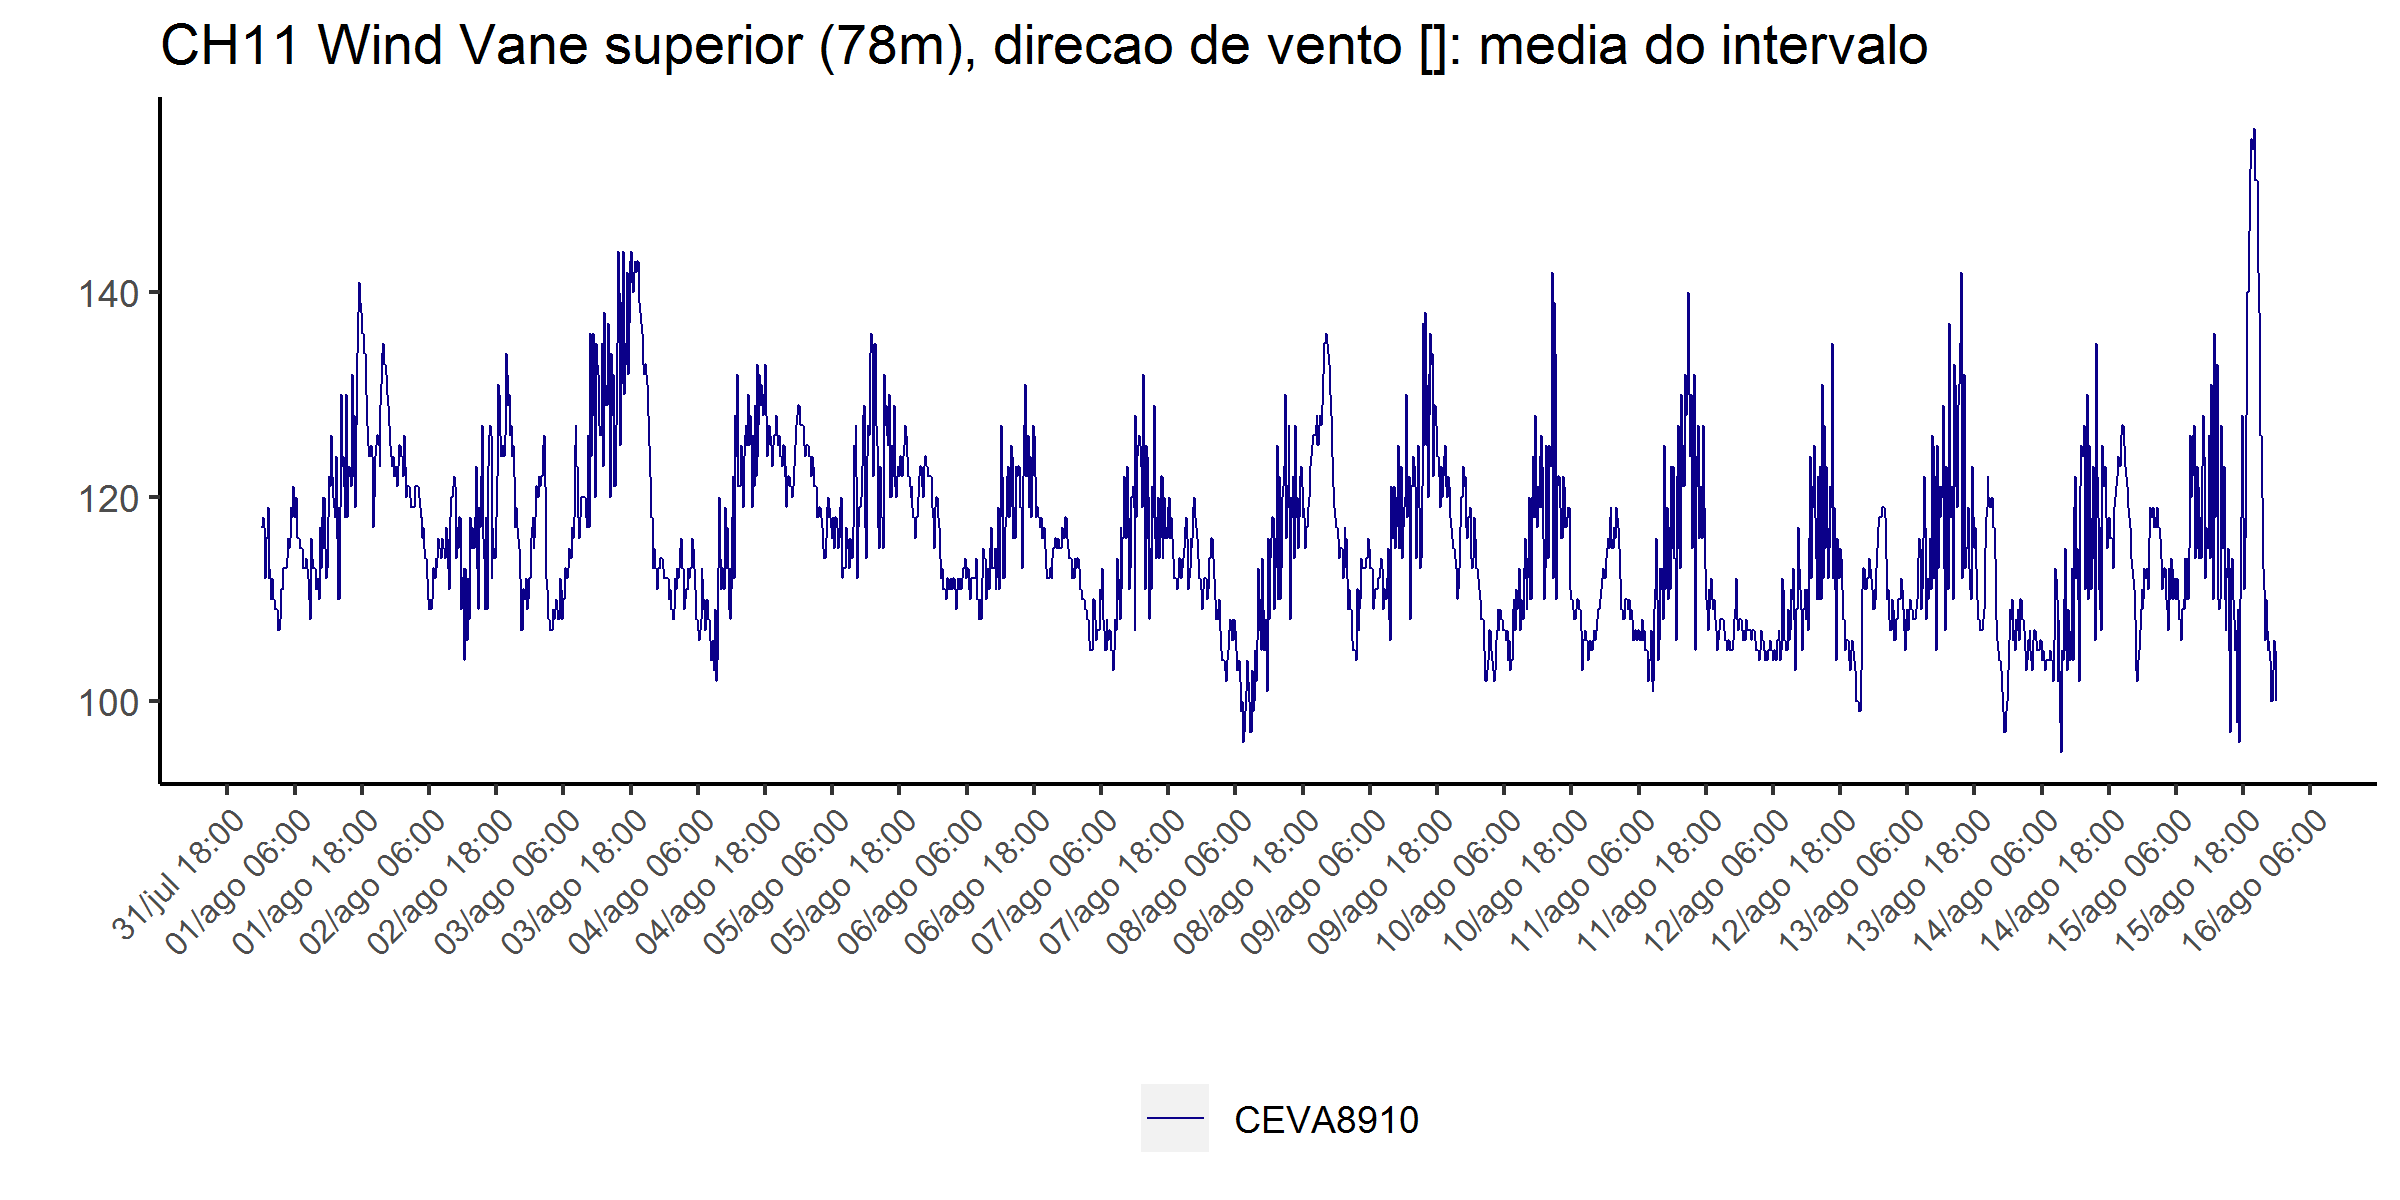 CH11 Wind Vane superior (78m), direcao de vento []: media do intervalo
140
120
100
31/jul 18:00
01/ago 06:00
01/ago 18:00
02/ago 06:00
02/ago 18:00
03/ago 06:00
03/ago 18:00
04/ago 06:00
04/ago 18:00
05/ago 06:00
05/ago 18:00
06/ago 06:00
06/ago 18:00
07/ago 06:00
07/ago 18:00
08/ago 06:00
08/ago 18:00
09/ago 06:00
09/ago 18:00
10/ago 06:00
10/ago 18:00
11/ago 06:00
11/ago 18:00
12/ago 06:00
12/ago 18:00
13/ago 06:00
13/ago 18:00
14/ago 06:00
14/ago 18:00
15/ago 06:00
15/ago 18:00
16/ago 06:00
CEVA8910